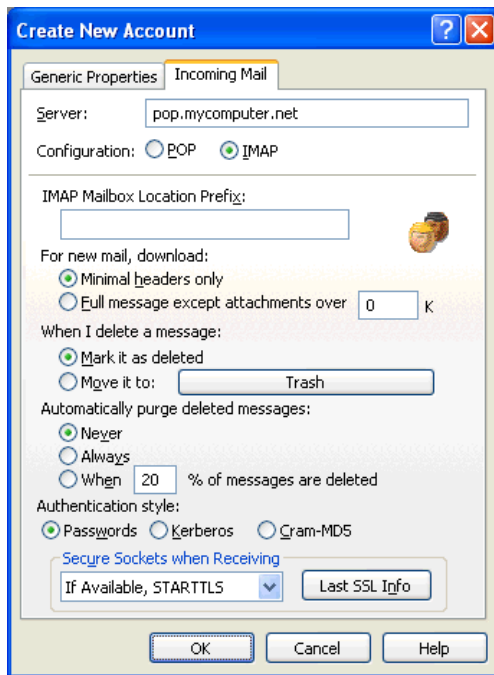 Create New Account
Generic Properties Incoming Mail
Server: pop.mycomputer.net
Configuration: POP IMAP
IMAP Mailbox Location Prefix:
For new mail, download:
Minimal headers only
Full message except attachments over 0 K
When I delete a message:
Mark it as deleted
Move it to: Trash
Automatically purge deleted messages:
Never
Always
When 20 % of messages are deleted
Authentication style:
Passwords Kerberos Cram-MD5
Secure Sockets when Receiving
If Available, STARTTLS Last SSL Info
OK Cancel Help